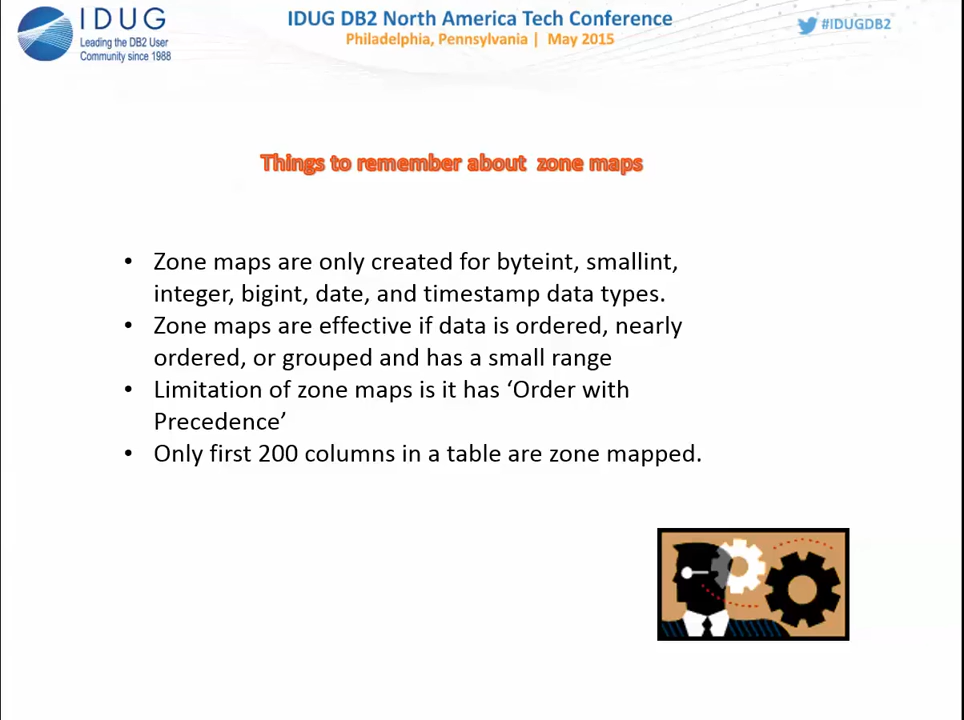 IDUG
Leading the DB2 User
Community since 1988
IDUG DB2 North America Tech Conference
Philadelphia, Pennsylvania | May 2015
#IDUGDB2
Things to remember about zone maps
• Zone maps are only created for byteint, smallint,
integer, bigint, date, and timestamp data types.
• Zone maps are effective if data is ordered, nearly
ordered, or grouped and has a small range
• Limitation of zone maps is it has ‘Order with
Precedence’
• Only first 200 columns in a table are zone mapped.